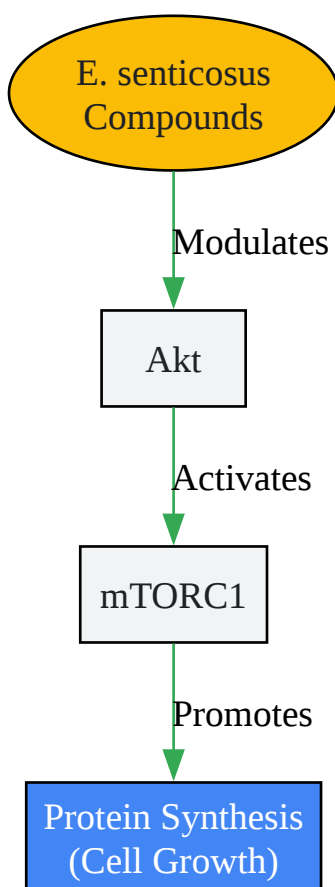 E. senticosus
Compounds
Modulates
Akt
Activates
mTORC1
Promotes
Protein Synthesis
(Cell Growth)